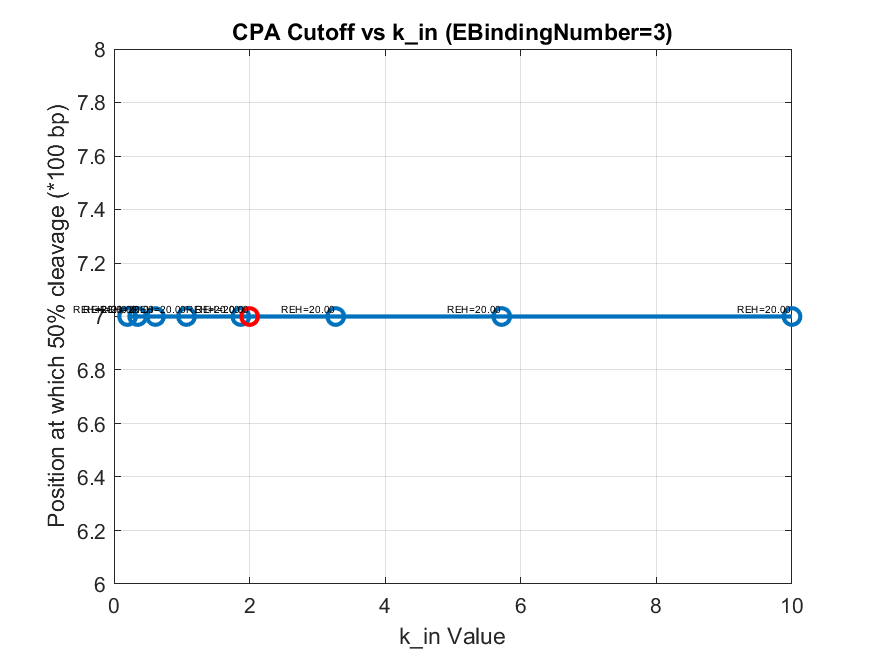 CPA Cutoff vs k_in (EBindingNumber=3)
Position at which 50% cleavage (*100 bp)
8
7.8
7.6
7.4
7.2
7
6.8
6.6
6.4
6.2
6
REH=20.00
REH=20.00
REH=20.00
0
2
4
6
8
10
k_in Value